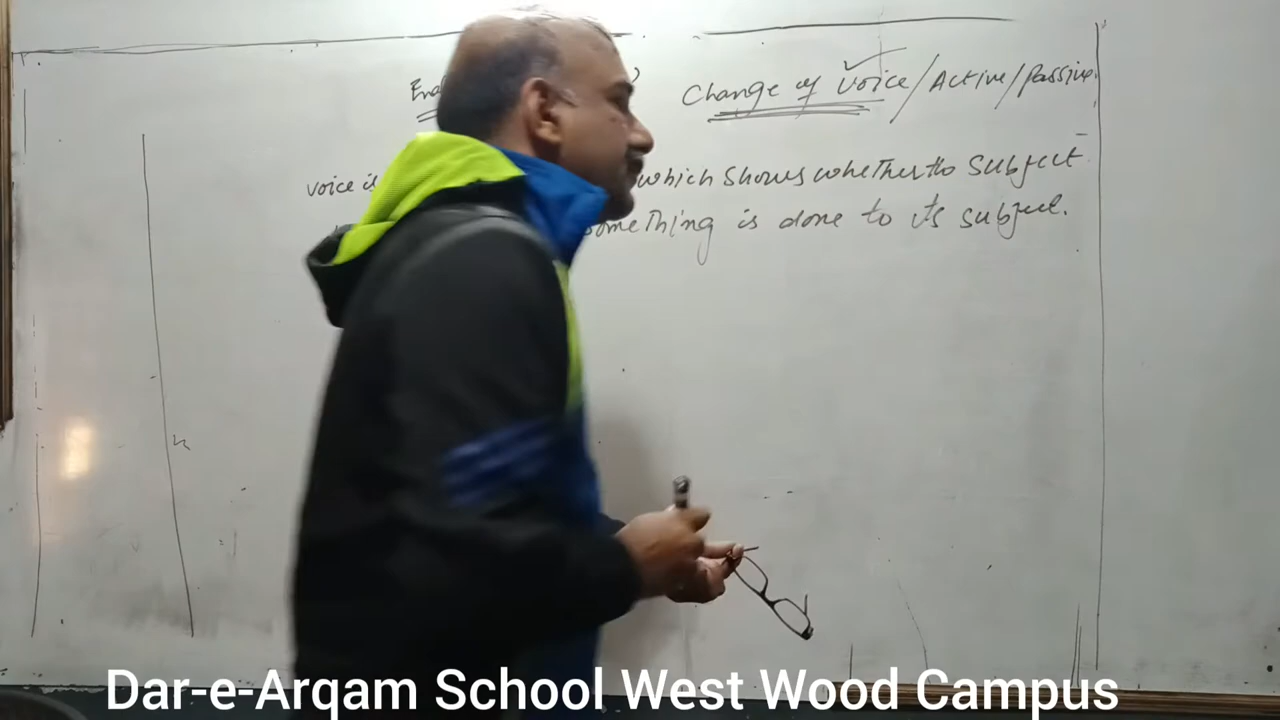 Change of Voice/Active/Passive.
Voice is which shows whether the subject
something is done to its subject.
Dar-e-Arqam School West Wood Campus